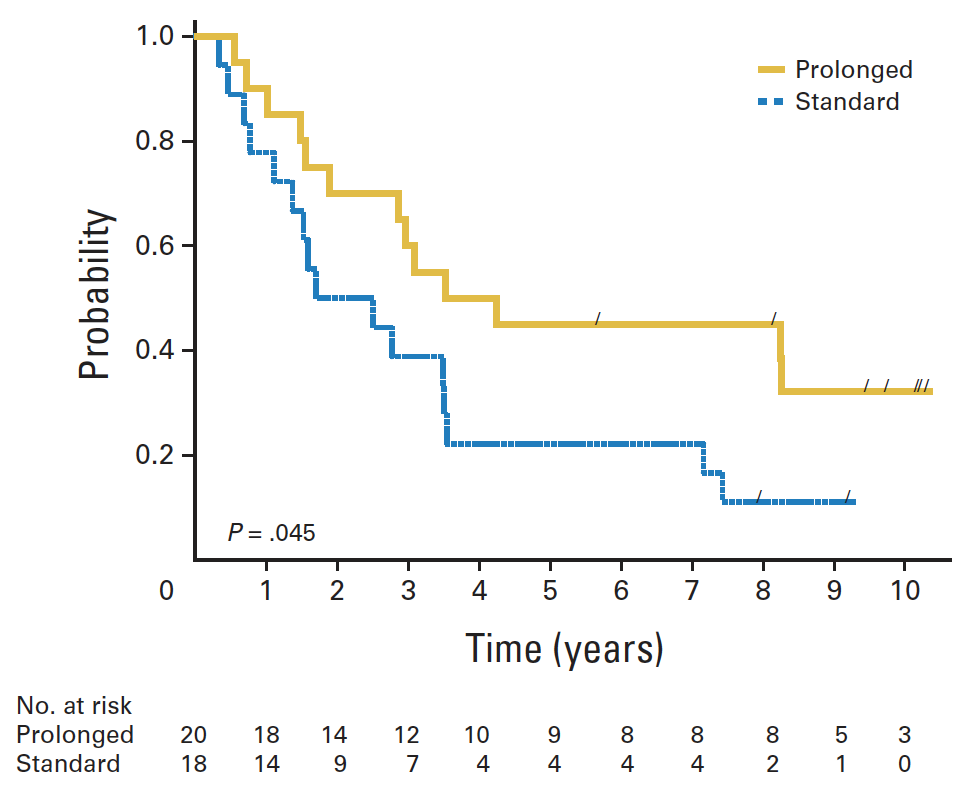 1.0
0.8
0.6
0.4
0.2
Probability
Prolonged
Standard
P = .045
0 1 2 3 4 5 6 7 8 9 10
Time (years)
No. at risk
Prolonged 20 18 14 12 10 9 8 8 8 5 3
Standard 18 14 9 7 4 4 4 4 2 1 0